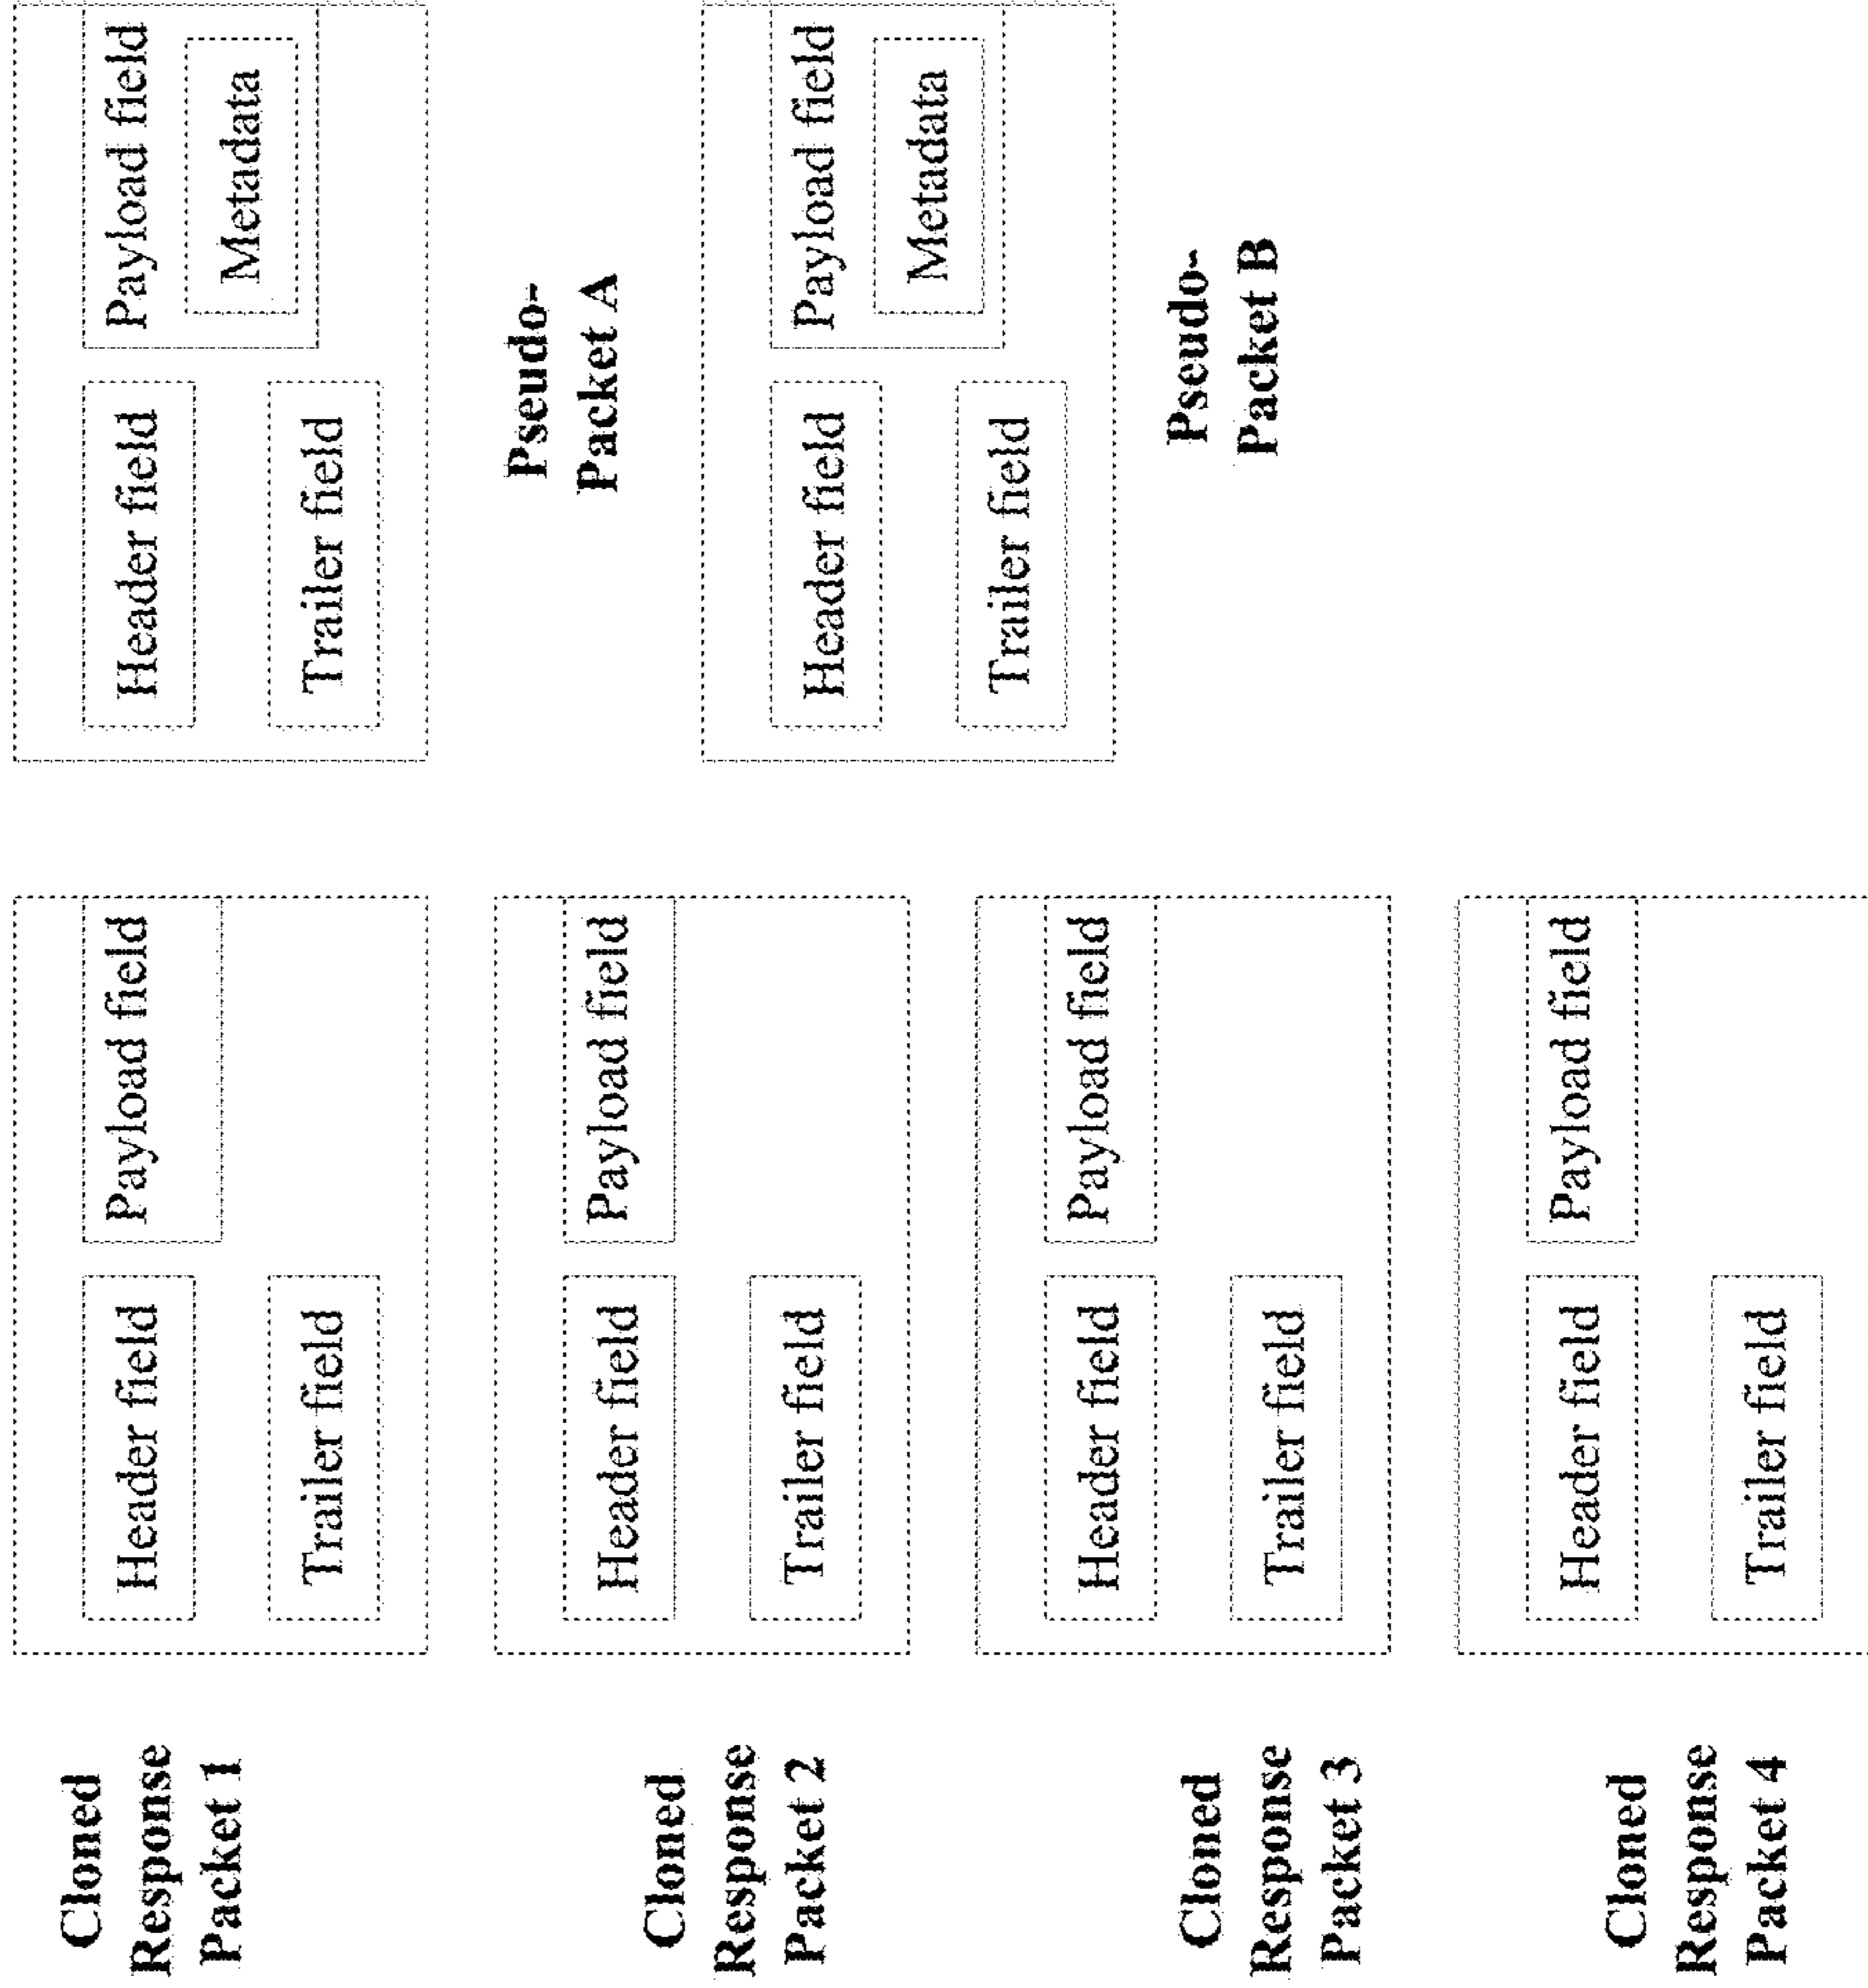 Cloned
Response
Packet 1
Header field
Payload field
Trailer field
Cloned
Response
Packet 2
Header field
Payload field
Trailer field
Cloned
Response
Packet 3
Header field
Payload field
Trailer field
Cloned
Response
Packet 4
Header field
Payload field
Trailer field
Header field
Payload field
Metadata
Trailer field
Pseudo-
Packet A
Header field
Payload field
Metadata
Trailer field
Pseudo-
Packet B